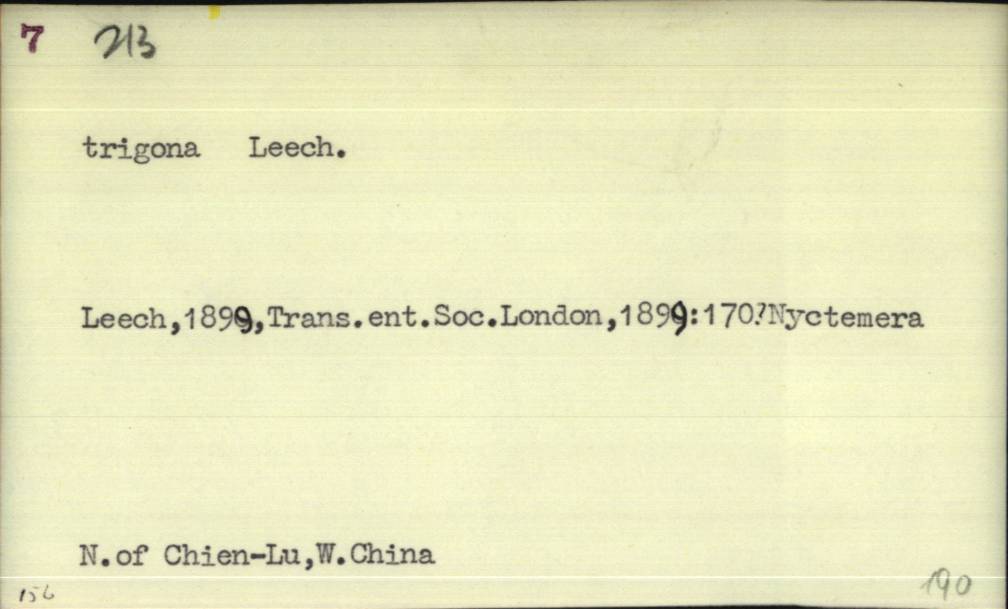 7 213
trigona Leech.
Leech,1899,Trans.ent.Soc.London,1899:170?Nyctemera
N.of Chien-Lu,W.China
156 190